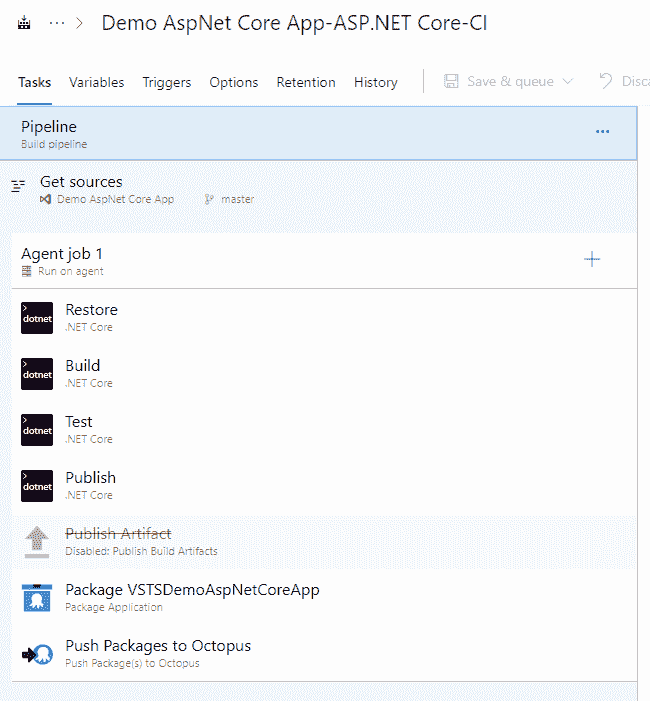 ··· > Demo AspNet Core App-ASP.NET Core-CI
Tasks Variables Triggers Options Retention History Save & queue Disca
Pipeline
Build pipeline
Get sources
Demo AspNet Core App master
Agent job 1
Run on agent
dotnet Restore
.NET Core
dotnet Build
.NET Core
dotnet Test
.NET Core
dotnet Publish
.NET Core
Publish Artifact
Disabled: Publish Build Artifacts
Package VSTSDemoAspNetCoreApp
Package Application
Push Packages to Octopus
Push Package(s) to Octopus